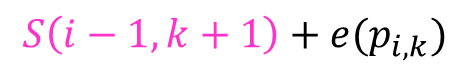 S(i − 1, k + 1) + e(p_{i,k})